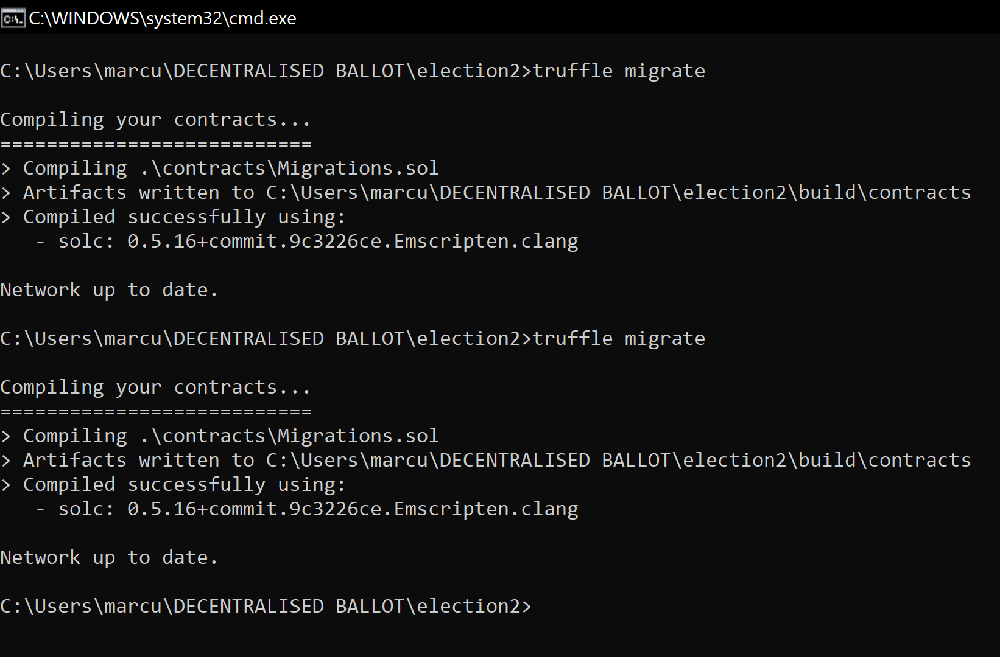 C:\WINDOWS\system32\cmd.exe
C:\Users\marcu\DECENTRALISED BALLOT\election2>truffle migrate
Compiling your contracts...
===========================
> Compiling .\contracts\Migrations.sol
> Artifacts written to C:\Users\marcu\DECENTRALISED BALLOT\election2\build\contracts
> Compiled successfully using:
   - solc: 0.5.16+commit.9c3226ce.Emscripten.clang
Network up to date.
C:\Users\marcu\DECENTRALISED BALLOT\election2>truffle migrate
Compiling your contracts...
===========================
> Compiling .\contracts\Migrations.sol
> Artifacts written to C:\Users\marcu\DECENTRALISED BALLOT\election2\build\contracts
> Compiled successfully using:
   - solc: 0.5.16+commit.9c3226ce.Emscripten.clang
Network up to date.
C:\Users\marcu\DECENTRALISED BALLOT\election2>